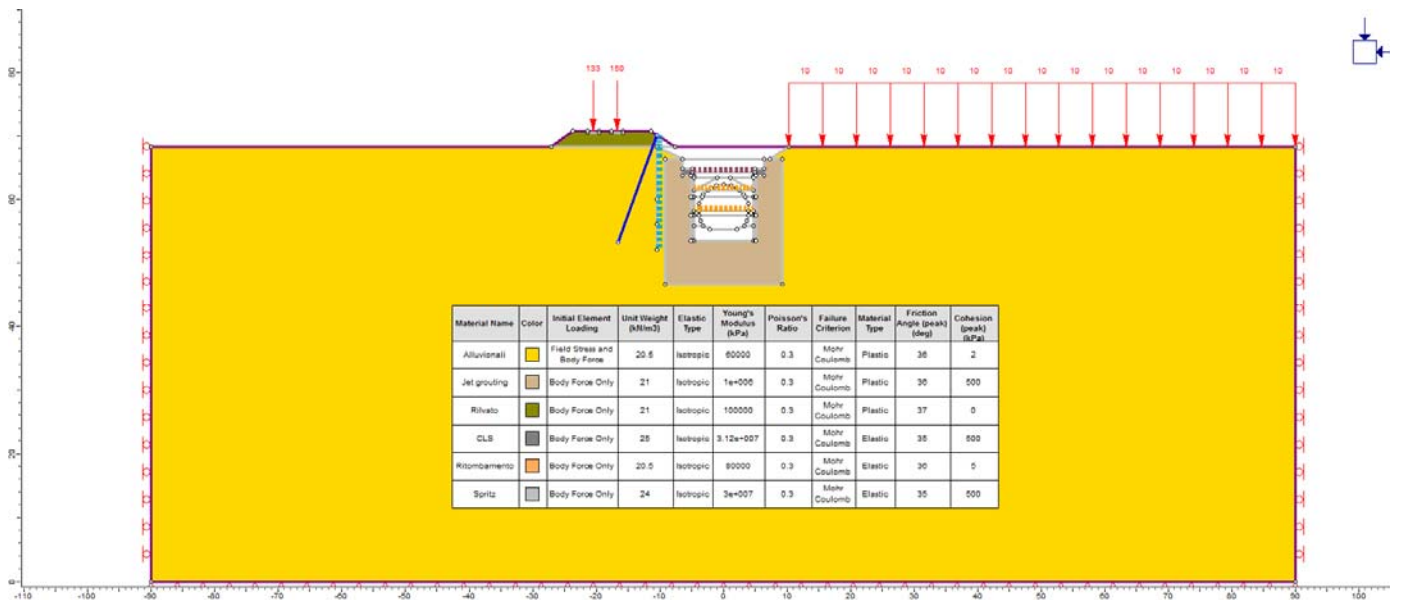 80
133 150 10 10 10 10 10 10 10 10 10 10 10 10 10 10 10
60
Material Name Color Initial Element Loading Unit Weight (kN/m3) Elastic Type Young's Modulus (kPa) Poisson's Ratio Failure Criterion Material Type Friction Angle (peak) (deg) Cohesion (peak) (kPa)
Alluvionali Field Stress and Body Force 20.5 Isotropic 60000 0.3 Mohr Coulomb Plastic 36 2
Jet grouting Body Force Only 21 Isotropic 1e+006 0.3 Mohr Coulomb Plastic 36 500
40
Rilvato Body Force Only 21 Isotropic 100000 0.3 Mohr Coulomb Plastic 37 0
CLS Body Force Only 25 Isotropic 3.12e+007 0.3 Mohr Coulomb Elastic 35 500
20
Ritombamento Body Force Only 20.5 Isotropic 80000 0.3 Mohr Coulomb Elastic 36 5
Spritz Body Force Only 24 Isotropic 3e+007 0.3 Mohr Coulomb Elastic 35 500
0
-110 -100 -90 -80 -70 -60 -50 -40 -30 -20 -10 0 10 20 30 40 50 60 70 80 90 100